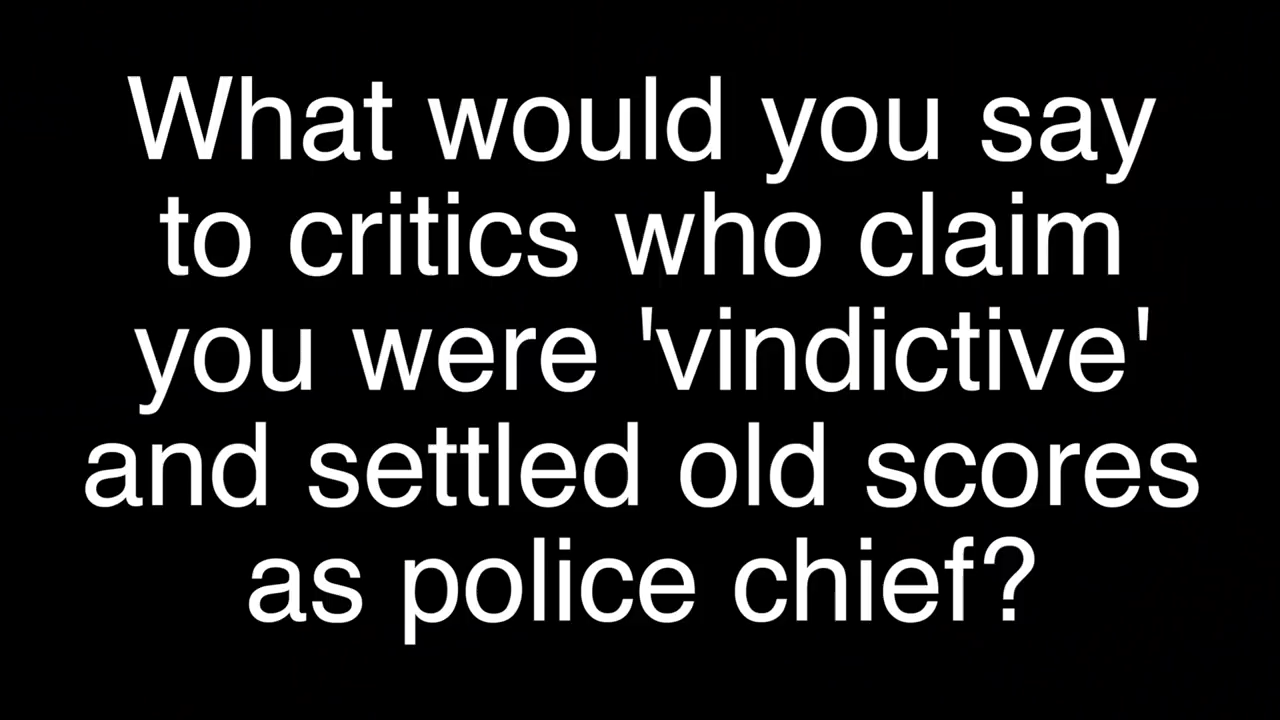 What would you say
to critics who claim
you were 'vindictive'
and settled old scores
as police chief?